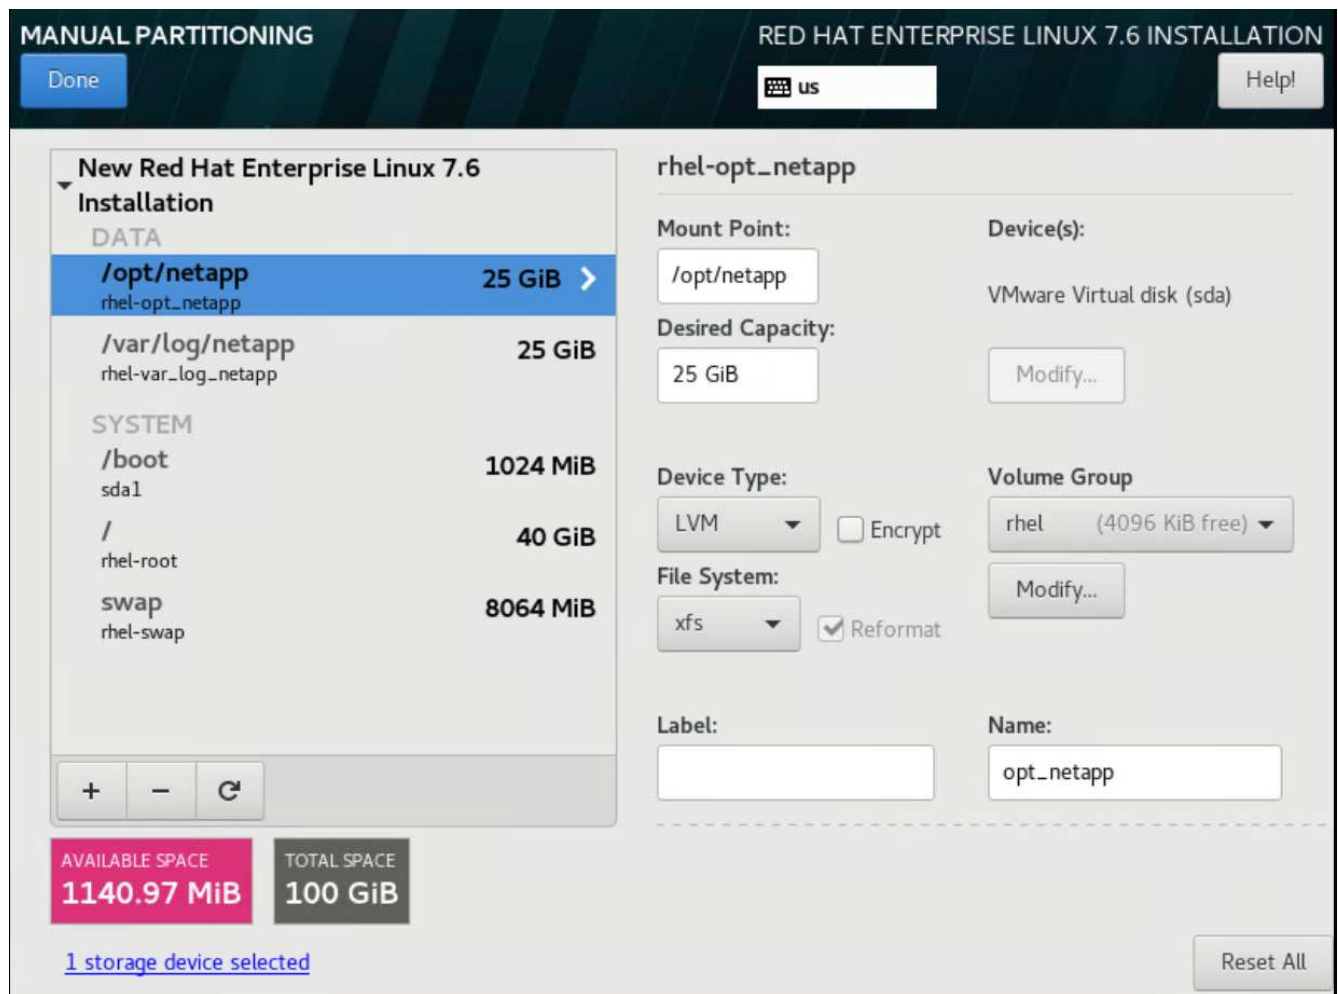 MANUAL PARTITIONING
RED HAT ENTERPRISE LINUX 7.6 INSTALLATION
Done
us
Help!
New Red Hat Enterprise Linux 7.6
Installation
DATA
/opt/netapp
25 GiB
rhel-opt_netapp
/var/log/netapp
25 GiB
rhel-var_log_netapp
SYSTEM
/boot
1024 MiB
sda1
/
40 GiB
rhel-root
swap
8064 MiB
rhel-swap
+ −
AVAILABLE SPACE
1140.97 MiB
TOTAL SPACE
100 GiB
1 storage device selected
rhel-opt_netapp
Mount Point:
/opt/netapp
Device(s):
VMware Virtual disk (sda)
Desired Capacity:
25 GiB
Modify...
Device Type:
LVM
Encrypt
Volume Group
rhel (4096 KiB free)
File System:
xfs
Reformat
Modify...
Label:
Name:
opt_netapp
Reset All